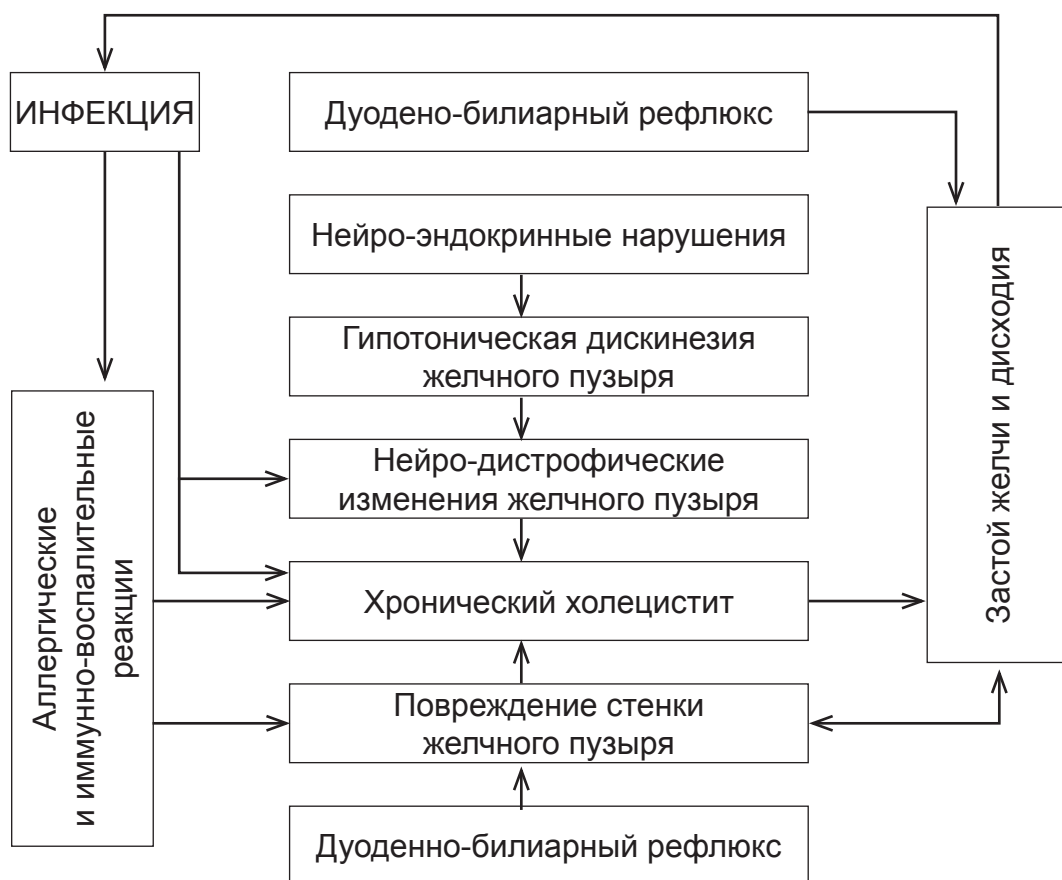 ИНФЕКЦИЯ
Дуодено-билиарный рефлюкс
Нейро-эндокринные нарушения
Гипотоническая дискинезия
желчного пузыря
Нейро-дистрофические
изменения желчного пузыря
Хронический холецистит
Повреждение стенки
желчного пузыря
Дуоденно-билиарный рефлюкс
Аллергические
и иммунно-воспалительные
реакции
Застой желчи и дисходия